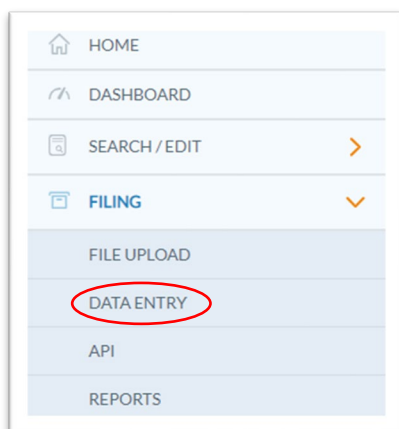 HOME
DASHBOARD
SEARCH / EDIT
FILING
FILE UPLOAD
DATA ENTRY
API
REPORTS